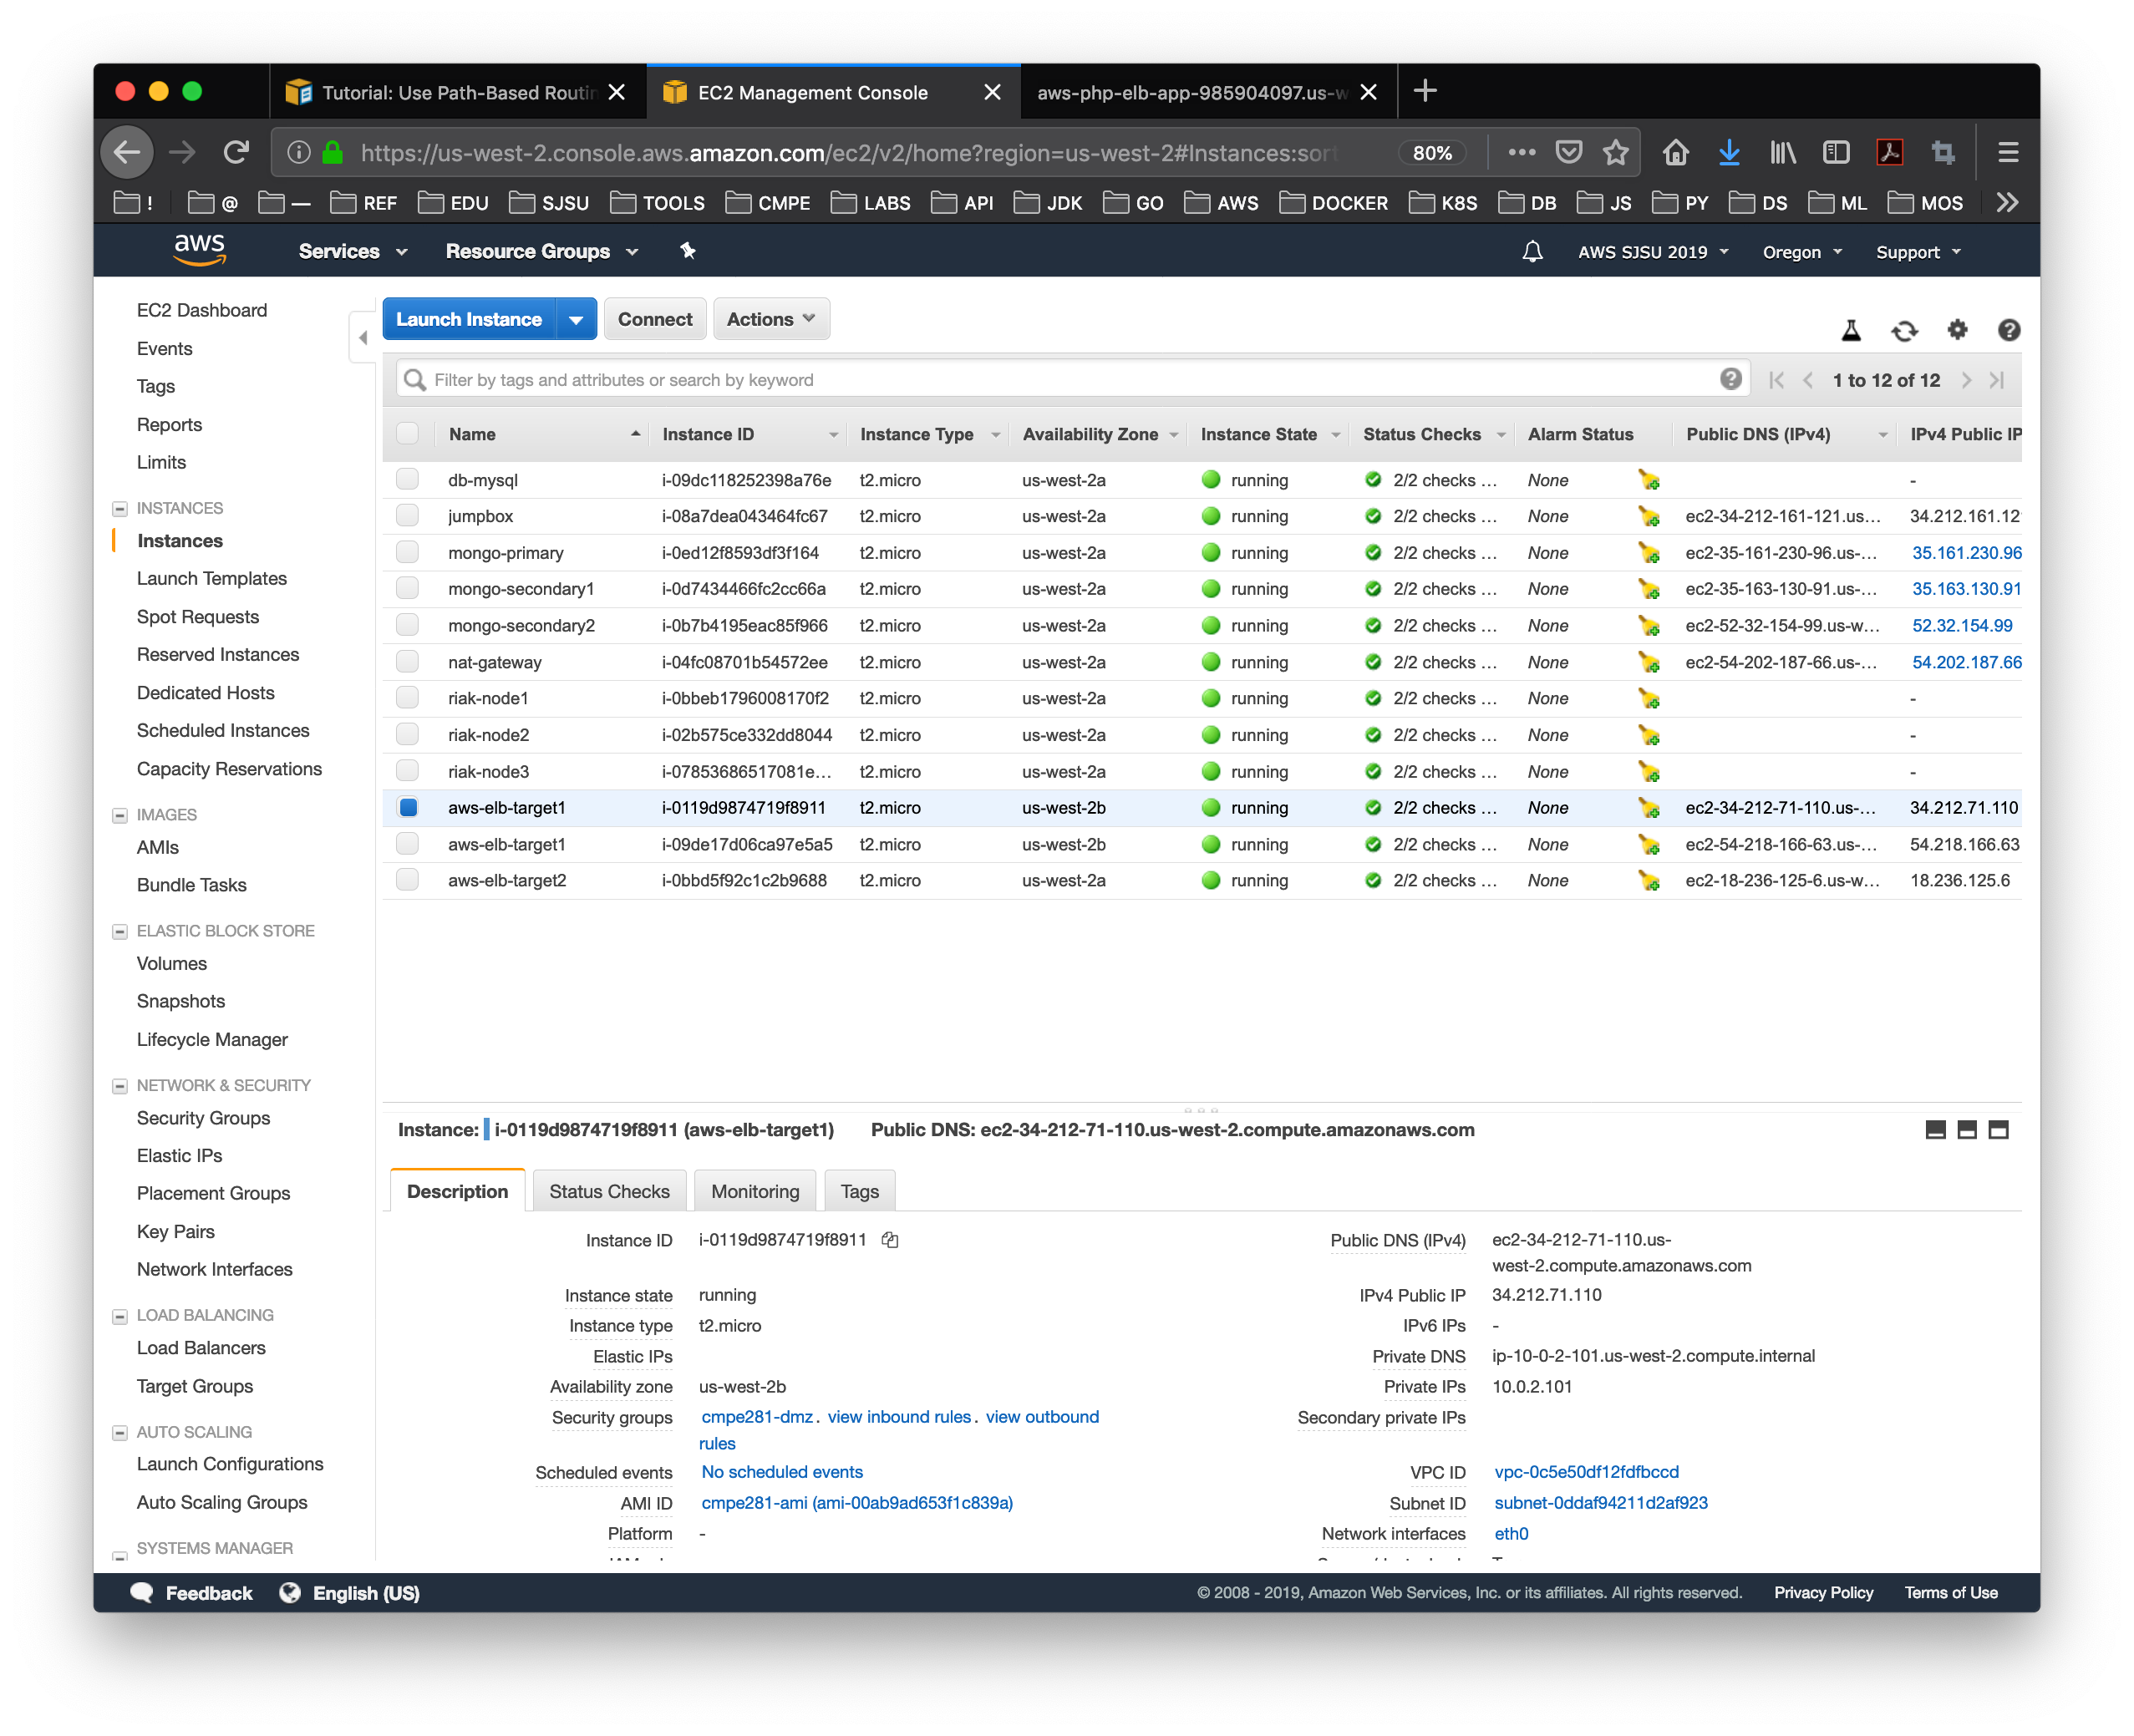 Tutorial: Use Path-Based Routin
EC2 Management Console
aws-php-elb-app-985904097.us-w
https://us-west-2.console.aws.amazon.com/ec2/v2/home?region=us-west-2#Instances:sort
80%
! @ — REF EDU SJSU TOOLS CMPE LABS API JDK GO AWS DOCKER K8S DB JS PY DS ML MOS
aws Services Resource Groups AWS SJSU 2019 Oregon Support
EC2 Dashboard
Events
Tags
Reports
Limits
INSTANCES
Instances
Launch Templates
Spot Requests
Reserved Instances
Dedicated Hosts
Scheduled Instances
Capacity Reservations
IMAGES
AMIs
Bundle Tasks
ELASTIC BLOCK STORE
Volumes
Snapshots
Lifecycle Manager
NETWORK & SECURITY
Security Groups
Elastic IPs
Placement Groups
Key Pairs
Network Interfaces
LOAD BALANCING
Load Balancers
Target Groups
AUTO SCALING
Launch Configurations
Auto Scaling Groups
SYSTEMS MANAGER
Launch Instance Connect Actions
Filter by tags and attributes or search by keyword
1 to 12 of 12
Name Instance ID Instance Type Availability Zone Instance State Status Checks Alarm Status Public DNS (IPv4) IPv4 Public IP
db-mysql i-09dc118252398a76e t2.micro us-west-2a running 2/2 checks ... None -
jumpbox i-08a7dea043464fc67 t2.micro us-west-2a running 2/2 checks ... None ec2-34-212-161-121.us... 34.212.161.12
mongo-primary i-0ed12f8593df3f164 t2.micro us-west-2a running 2/2 checks ... None ec2-35-161-230-96.us-... 35.161.230.96
mongo-secondary1 i-0d7434466fc2cc66a t2.micro us-west-2a running 2/2 checks ... None ec2-35-163-130-91.us-... 35.163.130.91
mongo-secondary2 i-0b7b4195eac85f966 t2.micro us-west-2a running 2/2 checks ... None ec2-52-32-154-99.us-w... 52.32.154.99
nat-gateway i-04fc08701b54572ee t2.micro us-west-2a running 2/2 checks ... None ec2-54-202-187-66.us-... 54.202.187.66
riak-node1 i-0bbeb1796008170f2 t2.micro us-west-2a running 2/2 checks ... None -
riak-node2 i-02b575ce332dd8044 t2.micro us-west-2a running 2/2 checks ... None -
riak-node3 i-07853686517081e... t2.micro us-west-2a running 2/2 checks ... None -
aws-elb-target1 i-0119d9874719f8911 t2.micro us-west-2b running 2/2 checks ... None ec2-34-212-71-110.us-... 34.212.71.110
aws-elb-target1 i-09de17d06ca97e5a5 t2.micro us-west-2b running 2/2 checks ... None ec2-54-218-166-63.us-... 54.218.166.63
aws-elb-target2 i-0bbd5f92c1c2b9688 t2.micro us-west-2a running 2/2 checks ... None ec2-18-236-125-6.us-w... 18.236.125.6
Instance: i-0119d9874719f8911 (aws-elb-target1) Public DNS: ec2-34-212-71-110.us-west-2.compute.amazonaws.com
Description Status Checks Monitoring Tags
Instance ID i-0119d9874719f8911
Instance state running
Instance type t2.micro
Elastic IPs
Availability zone us-west-2b
Security groups cmpe281-dmz. view inbound rules. view outbound
rules
Scheduled events No scheduled events
AMI ID cmpe281-ami (ami-00ab9ad653f1c839a)
Platform -
Public DNS (IPv4) ec2-34-212-71-110.us-
west-2.compute.amazonaws.com
IPv4 Public IP 34.212.71.110
IPv6 IPs -
Private DNS ip-10-0-2-101.us-west-2.compute.internal
Private IPs 10.0.2.101
Secondary private IPs
VPC ID vpc-0c5e50df12fdfbccd
Subnet ID subnet-0ddaf94211d2af923
Network interfaces eth0
Feedback English (US)
© 2008 - 2019, Amazon Web Services, Inc. or its affiliates. All rights reserved. Privacy Policy Terms of Use